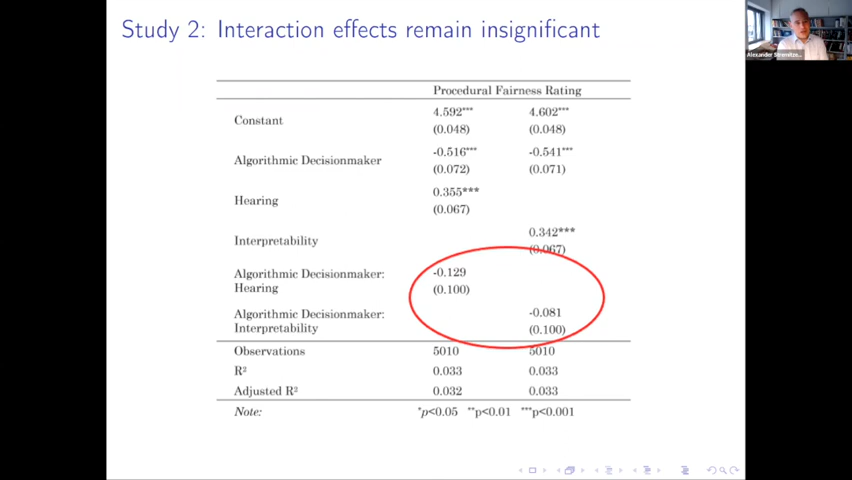 Study 2: Interaction effects remain insignificant
Procedural Fairness Rating
Constant 4.592*** 4.602***
(0.048) (0.048)
Algorithmic Decisionmaker -0.516*** -0.541***
(0.072) (0.071)
Hearing 0.355***
(0.067)
Interpretability 0.342***
(0.067)
Algorithmic Decisionmaker: -0.129
Hearing (0.100)
Algorithmic Decisionmaker: -0.081
Interpretability (0.100)
Observations 5010 5010
R² 0.033 0.033
Adjusted R² 0.032 0.033
Note: *p<0.05 **p<0.01 ***p<0.001
Alexander